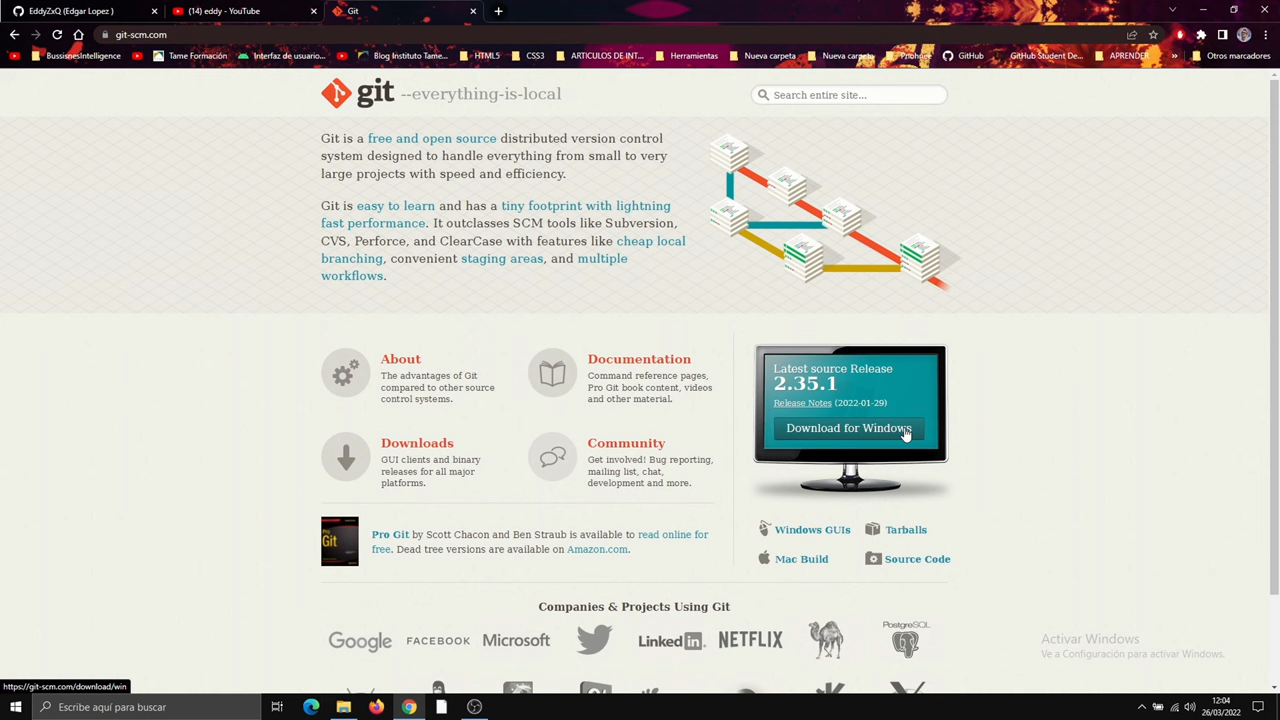 EddyZxQ (Edgar Lopez )
(14) eddy - YouTube
Git
git-scm.com
BussisnesIntelligence
Tame Formación
Interfaz de usuario...
Blog Instituto Tame...
HTML5
CSS3
ARTICULOS DE INT...
Herramientas
Nueva carpeta
Nueva carpeta
GitHub
GitHub Student De...
APRENDER
»
Otros marcadores
git --everything-is-local
Search entire site...
Git is a free and open source distributed version control
system designed to handle everything from small to very
large projects with speed and efficiency.
Git is easy to learn and has a tiny footprint with lightning
fast performance. It outclasses SCM tools like Subversion,
CVS, Perforce, and ClearCase with features like cheap local
branching, convenient staging areas, and multiple
workflows.
About
The advantages of Git
compared to other source
control systems.
Documentation
Command reference pages,
Pro Git book content, videos
and other material.
Downloads
GUI clients and binary
releases for all major
platforms.
Community
Get involved! Bug reporting,
mailing list, chat,
development and more.
Pro Git by Scott Chacon and Ben Straub is available to read online for
free. Dead tree versions are available on Amazon.com.
Latest source Release
2.35.1
Release Notes (2022-01-29)
Download for Windows
Windows GUIs
Tarballs
Mac Build
Source Code
Companies & Projects Using Git
Google
FACEBOOK
Microsoft
LinkedIn
NETFLIX
PostgreSQL
Activar Windows
Ve a Configuración para activar Windows.
https://git-scm.com/download/win
Escribe aquí para buscar
12:04
26/03/2022